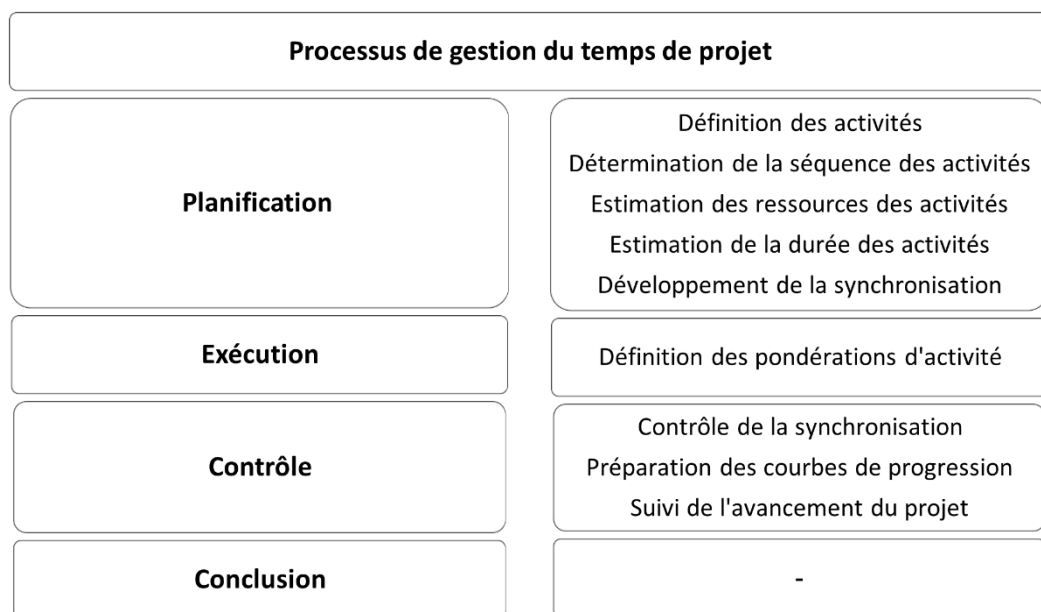 Processus de gestion du temps de projet
Planification
Définition des activités
Détermination de la séquence des activités
Estimation des ressources des activités
Estimation de la durée des activités
Développement de la synchronisation
Exécution
Définition des pondérations d'activité
Contrôle
Contrôle de la synchronisation
Préparation des courbes de progression
Suivi de l'avancement du projet
Conclusion
-